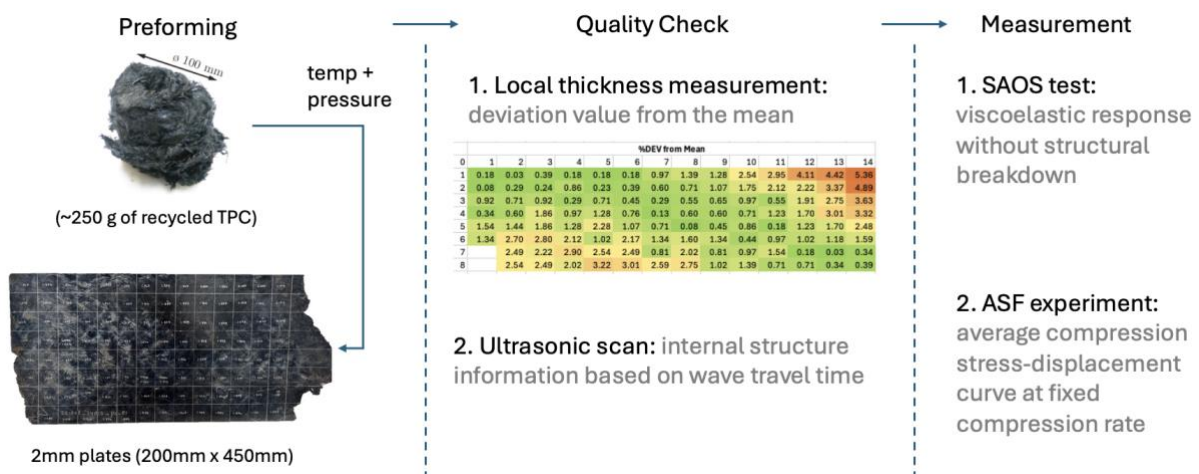 Preforming
ø 100 mm
temp +
pressure
(~250 g of recycled TPC)
2mm plates (200mm x 450mm)
Quality Check
1. Local thickness measurement:
deviation value from the mean
%DEV from Mean
0 1 2 3 4 5 6 7 8 9 10 11 12 13 14
1 0.18 0.03 0.39 0.18 0.18 0.18 0.97 1.39 1.28 2.54 2.95 4.11 4.42 5.36
2 0.08 0.29 0.24 0.86 0.23 0.39 0.60 0.71 1.07 1.75 2.12 2.22 3.37 4.89
3 0.92 0.71 0.92 0.29 0.71 0.45 0.29 0.55 0.65 0.97 0.55 1.91 2.75 3.63
4 0.34 0.60 1.86 0.97 1.28 0.76 0.13 0.60 0.60 0.71 1.23 1.70 3.01 3.32
5 1.54 1.44 1.86 1.28 2.28 1.07 0.71 0.08 0.45 0.86 0.18 1.23 1.70 2.48
6 1.34 2.70 2.80 2.12 1.02 2.17 1.34 1.60 1.34 0.44 0.97 1.02 1.18 1.59
7 2.49 2.22 2.90 2.54 2.49 0.81 2.02 0.81 0.97 1.54 0.18 0.03 0.34
8 2.54 2.49 2.02 3.22 3.01 2.59 2.75 1.02 1.39 0.71 0.71 0.34 0.39
2. Ultrasonic scan: internal structure
information based on wave travel time
Measurement
1. SAOS test:
viscoelastic response
without structural
breakdown
2. ASF experiment:
average compression
stress-displacement
curve at fixed
compression rate